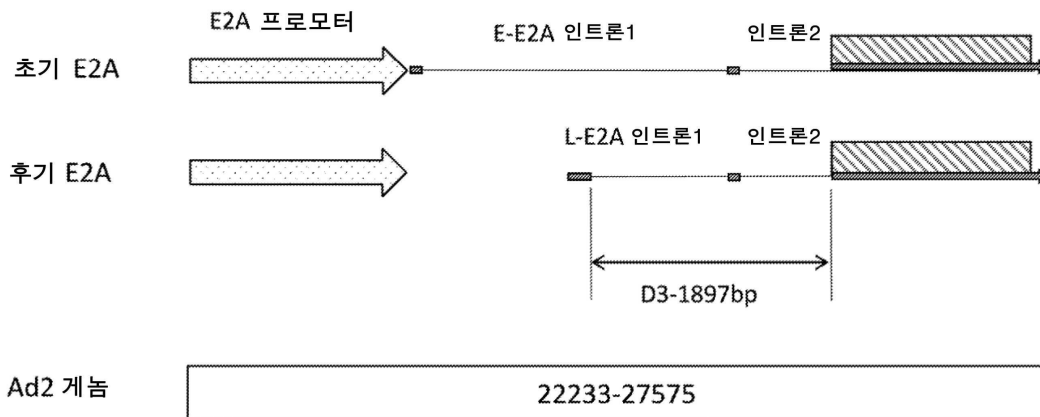 E2A 프로모터
E-E2A 인트론1 인트론2
초기 E2A
L-E2A 인트론1 인트론2
후기 E2A
D3-1897bp
Ad2 게놈 22233-27575